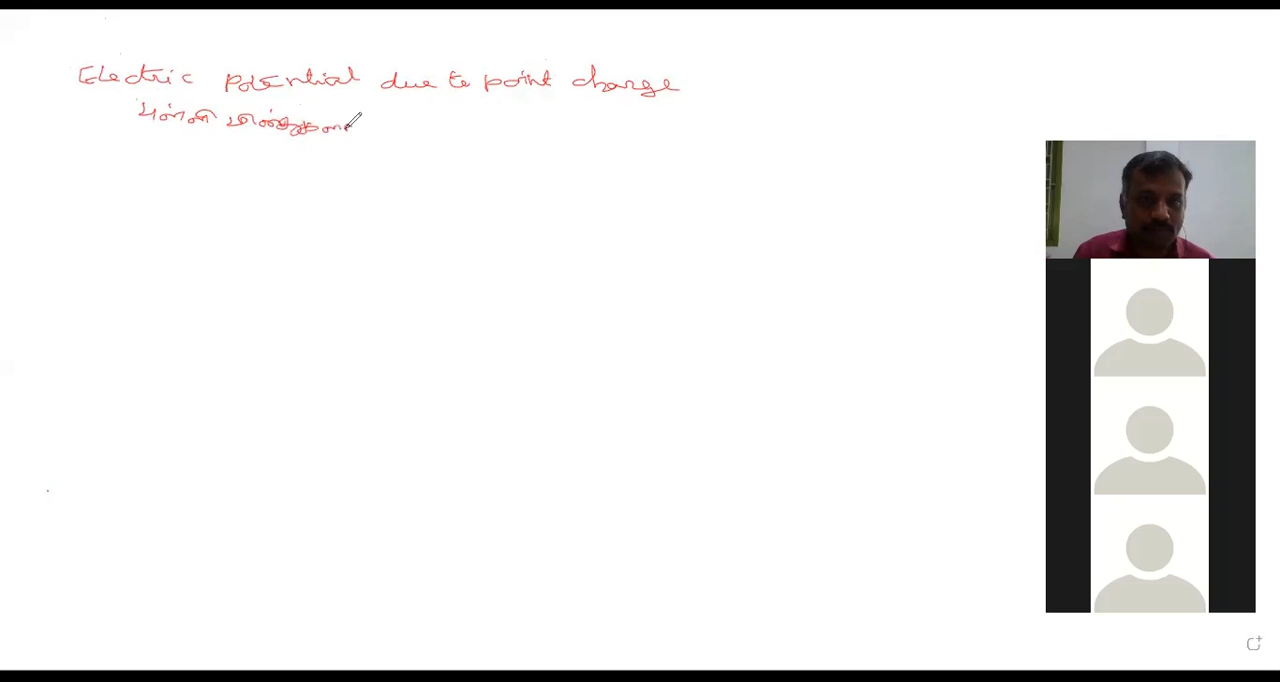 Electric potential due to point charge
புள்ளி